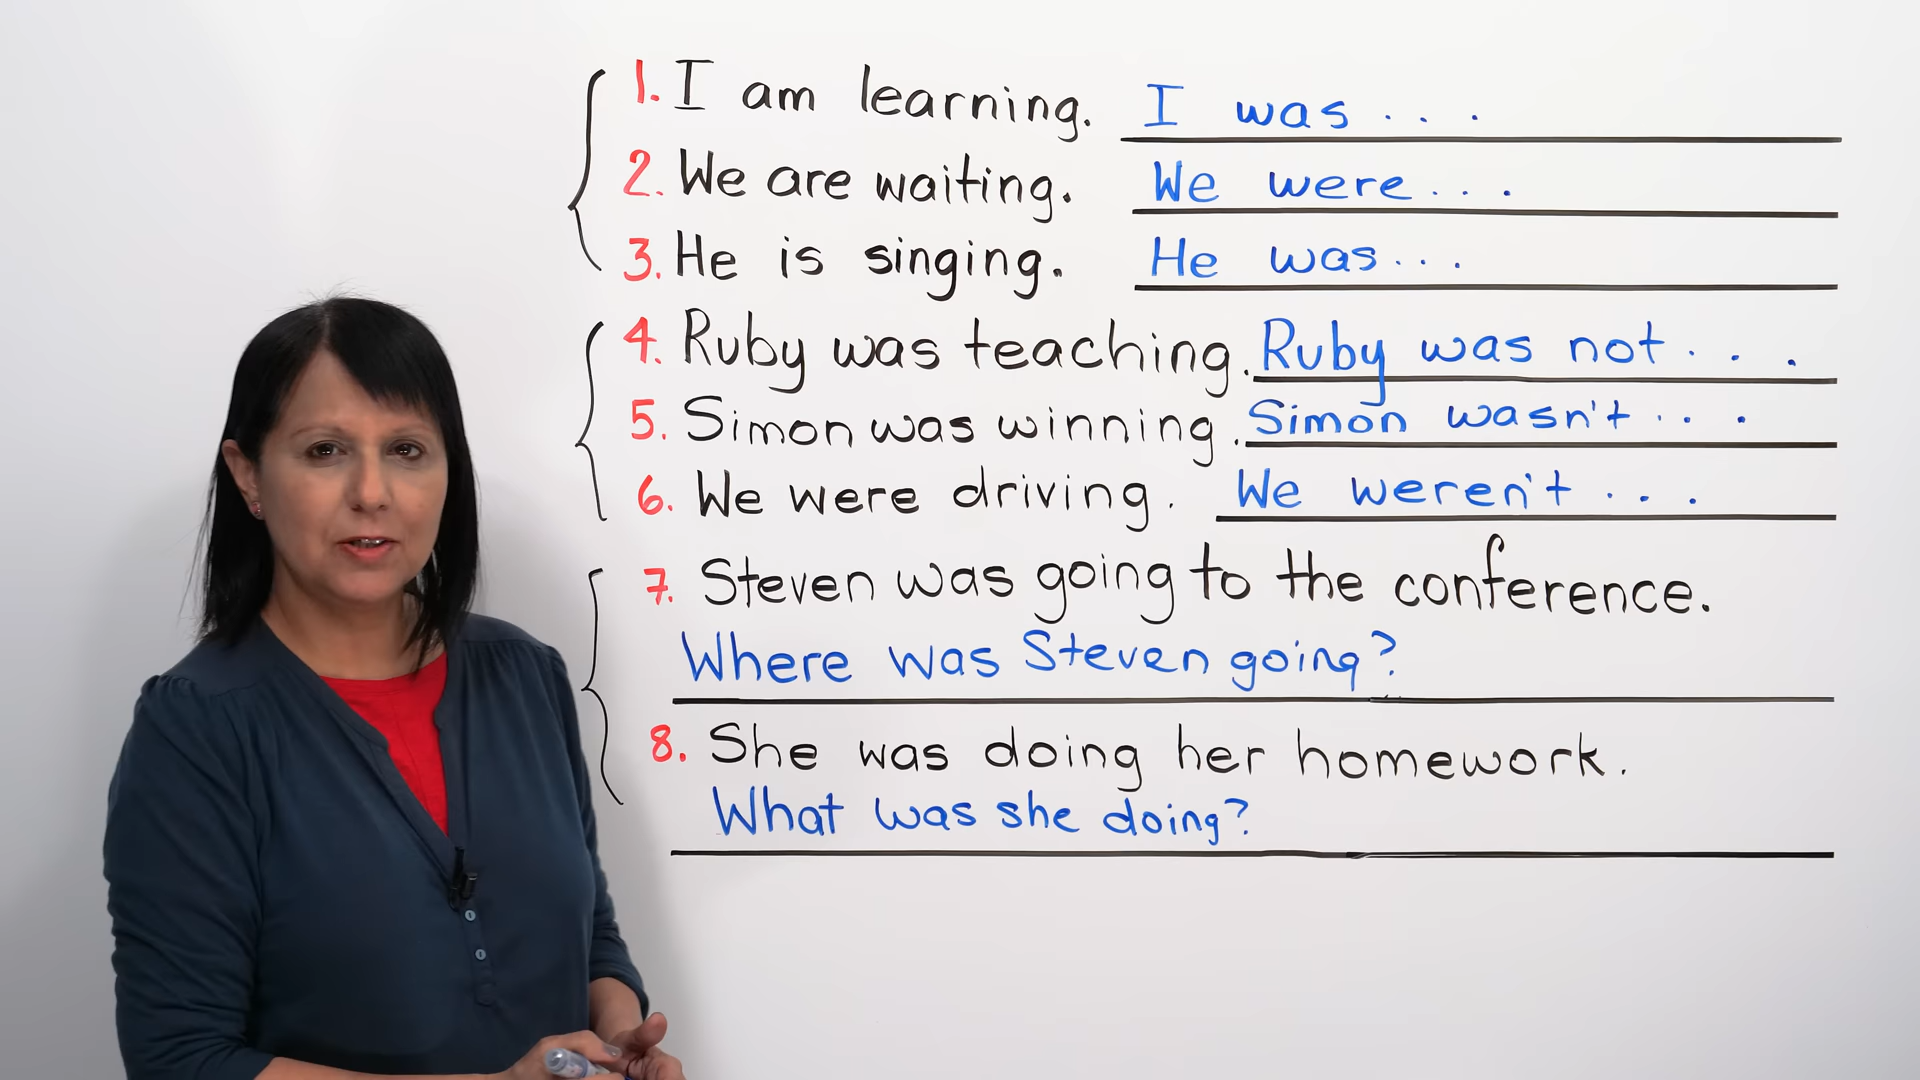 1. I am learning. I was...
2. We are waiting. We were...
3. He is singing. He was...
4. Ruby was teaching. Ruby was not...
5. Simon was winning. Simon wasn't...
6. We were driving. We weren't...
7. Steven was going to the conference.
Where was Steven going?
8. She was doing her homework.
What was she doing?